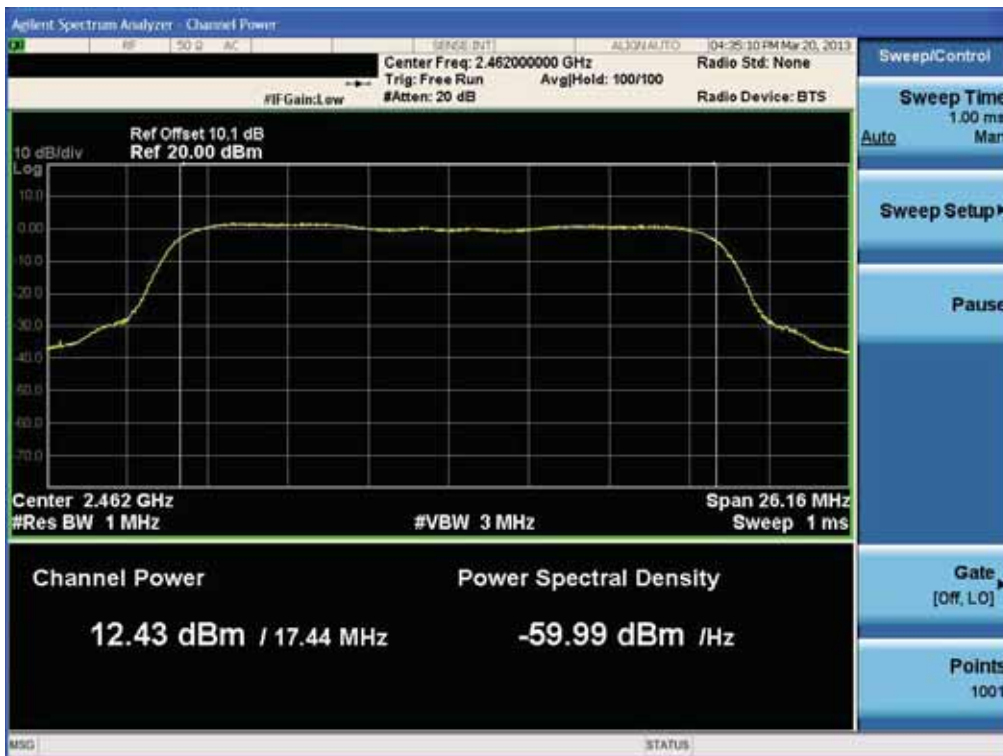 Agilent Spectrum Analyzer - Channel Power
RF 50 Ω AC SENSE:INT ALIGN AUTO 04:35:10 PM Mar 20, 2013
Center Freq: 2.462000000 GHz Radio Std: None
Trig: Free Run Avg|Hold: 100/100
#IFGain:Low #Atten: 20 dB Radio Device: BTS
Ref Offset 10.1 dB
10 dB/div Ref 20.00 dBm
Log
10.0
0.00
-10.0
-20.0
-30.0
-40.0
-50.0
-60.0
-70.0
Center 2.462 GHz Span 26.16 MHz
#Res BW 1 MHz #VBW 3 MHz Sweep 1 ms
Channel Power Power Spectral Density
12.43 dBm / 17.44 MHz -59.99 dBm /Hz
MSG STATUS
Sweep/Control
Sweep Time
1.00 ms
Auto Man
Sweep Setup
Pause
Gate
[Off, LO]
Points
1001